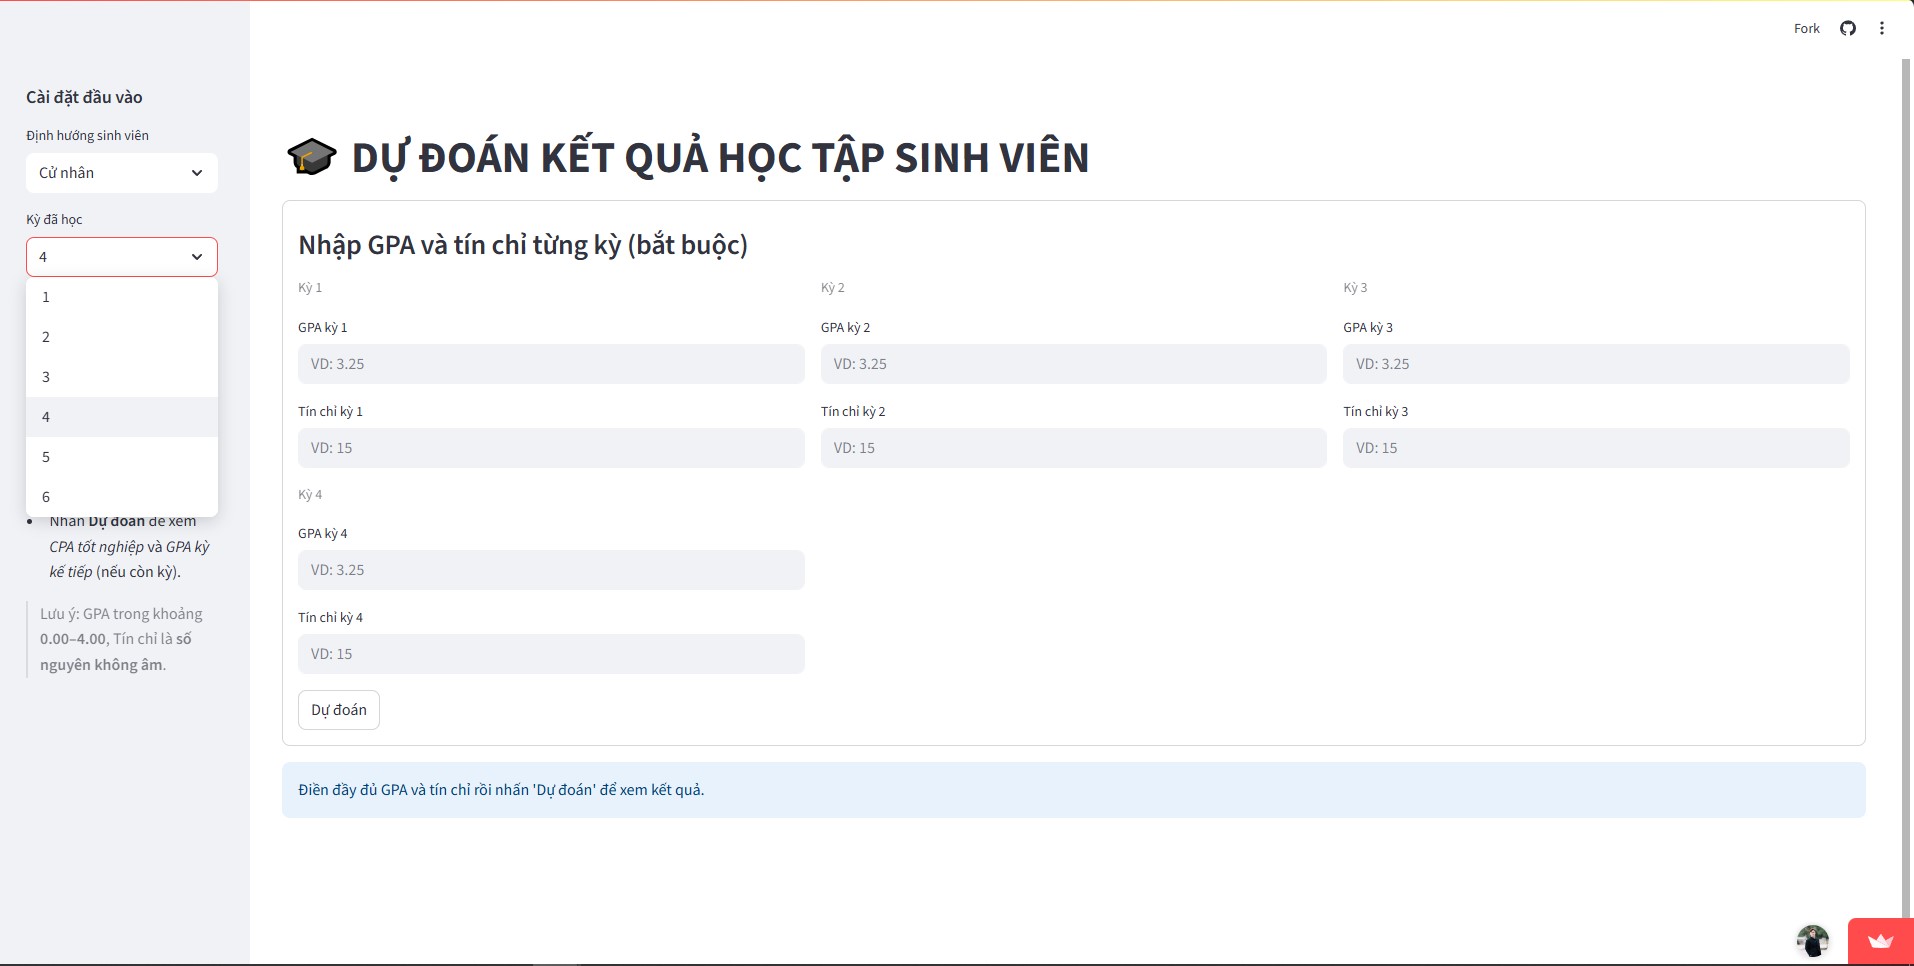 Fork
Cài đặt đầu vào
Định hướng sinh viên
Cử nhân
Kỳ đã học
4
1
2
3
4
5
6
Nhấn Dự đoán để xem
CPA tốt nghiệp và GPA kỳ
kế tiếp (nếu còn kỳ).
Lưu ý: GPA trong khoảng
0.00–4.00, Tín chỉ là số
nguyên không âm.
DỰ ĐOÁN KẾT QUẢ HỌC TẬP SINH VIÊN
Nhập GPA và tín chỉ từng kỳ (bắt buộc)
Kỳ 1
GPA kỳ 1
VD: 3.25
Tín chỉ kỳ 1
VD: 15
Kỳ 2
GPA kỳ 2
VD: 3.25
Tín chỉ kỳ 2
VD: 15
Kỳ 3
GPA kỳ 3
VD: 3.25
Tín chỉ kỳ 3
VD: 15
Kỳ 4
GPA kỳ 4
VD: 3.25
Tín chỉ kỳ 4
VD: 15
Dự đoán
Điền đầy đủ GPA và tín chỉ rồi nhấn 'Dự đoán' để xem kết quả.